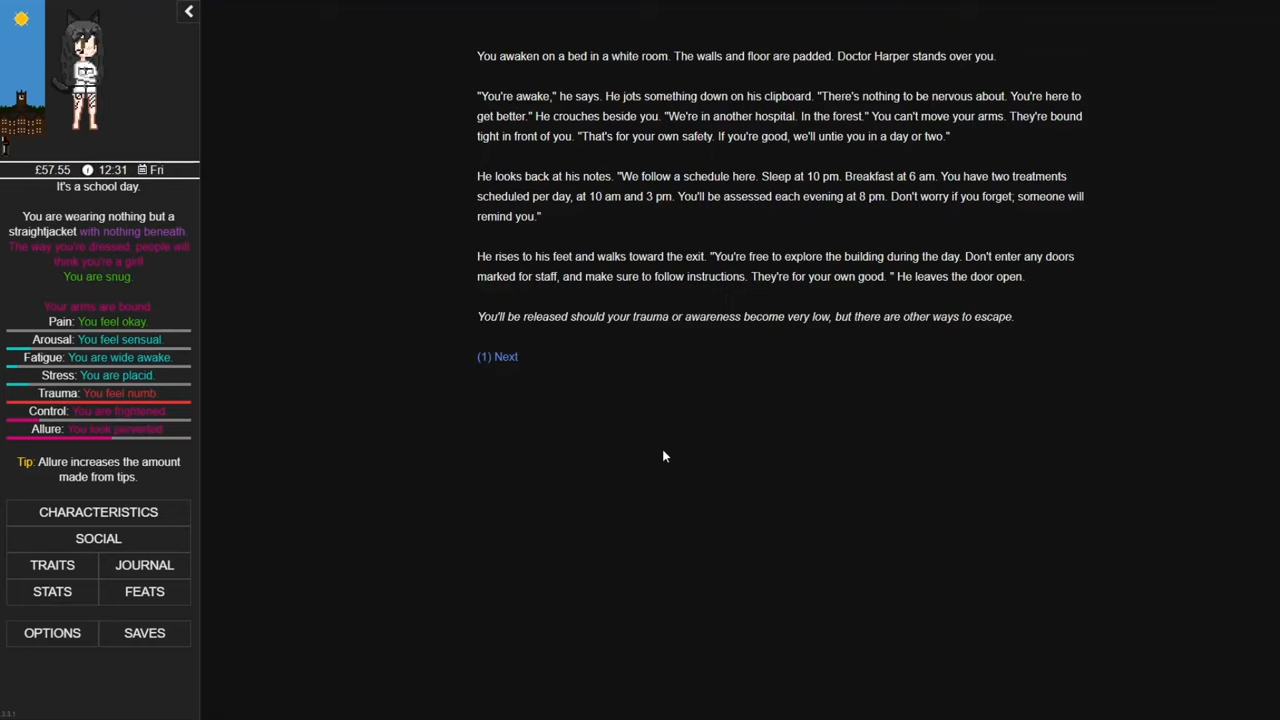 £57.55 12:31 Fri
It's a school day.
You are wearing nothing but a
straightjacket with nothing beneath.
The way you're dressed, people will
think you're a girl!
You are snug.
Your arms are bound.
Pain: You feel okay.
Arousal: You feel sensual.
Fatigue: You are wide awake.
Stress: You are placid.
Trauma: You feel numb.
Control: You are frightened.
Allure: You look perverted.
Tip: Allure increases the amount
made from tips.
CHARACTERISTICS
SOCIAL
TRAITS JOURNAL
STATS FEATS
OPTIONS SAVES
You awaken on a bed in a white room. The walls and floor are padded. Doctor Harper stands over you.
"You're awake," he says. He jots something down on his clipboard. "There's nothing to be nervous about. You're here to
get better." He crouches beside you. "We're in another hospital. In the forest." You can't move your arms. They're bound
tight in front of you. "That's for your own safety. If you're good, we'll untie you in a day or two."
He looks back at his notes. "We follow a schedule here. Sleep at 10 pm. Breakfast at 6 am. You have two treatments
scheduled per day, at 10 am and 3 pm. You'll be assessed each evening at 8 pm. Don't worry if you forget; someone will
remind you."
He rises to his feet and walks toward the exit. "You're free to explore the building during the day. Don't enter any doors
marked for staff, and make sure to follow instructions. They're for your own good. " He leaves the door open.
You'll be released should your trauma or awareness become very low, but there are other ways to escape.
(1) Next